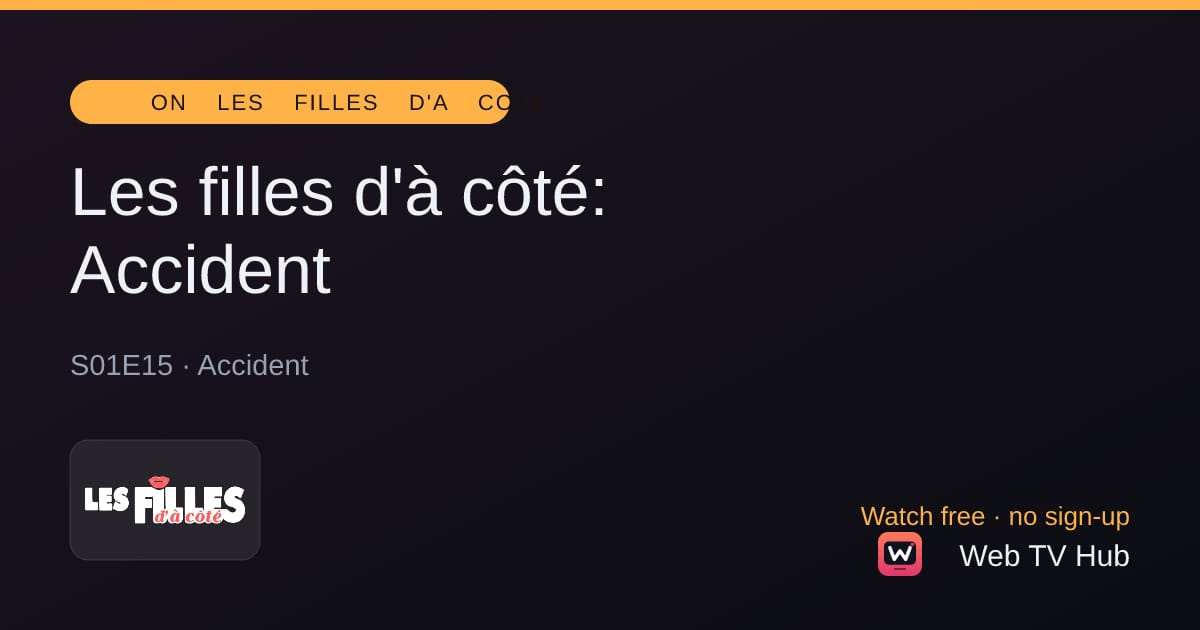 ON LES FILLES D'A CO
Les filles d'à côté:
Accident
S01E15 · Accident
LES FILLES
d'à côté
Watch free · no sign-up
W Web TV Hub